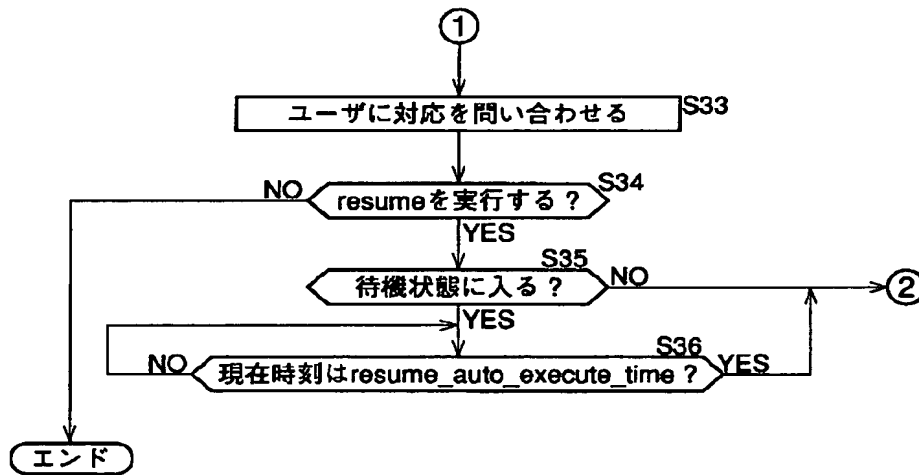 ①
ユーザに対応を問い合わせる
S33
NO
S34
resumeを実行する?
YES
S35
待機状態に入る?
NO
②
YES
S36
NO
現在時刻はresume_auto_execute_time?
YES
エンド